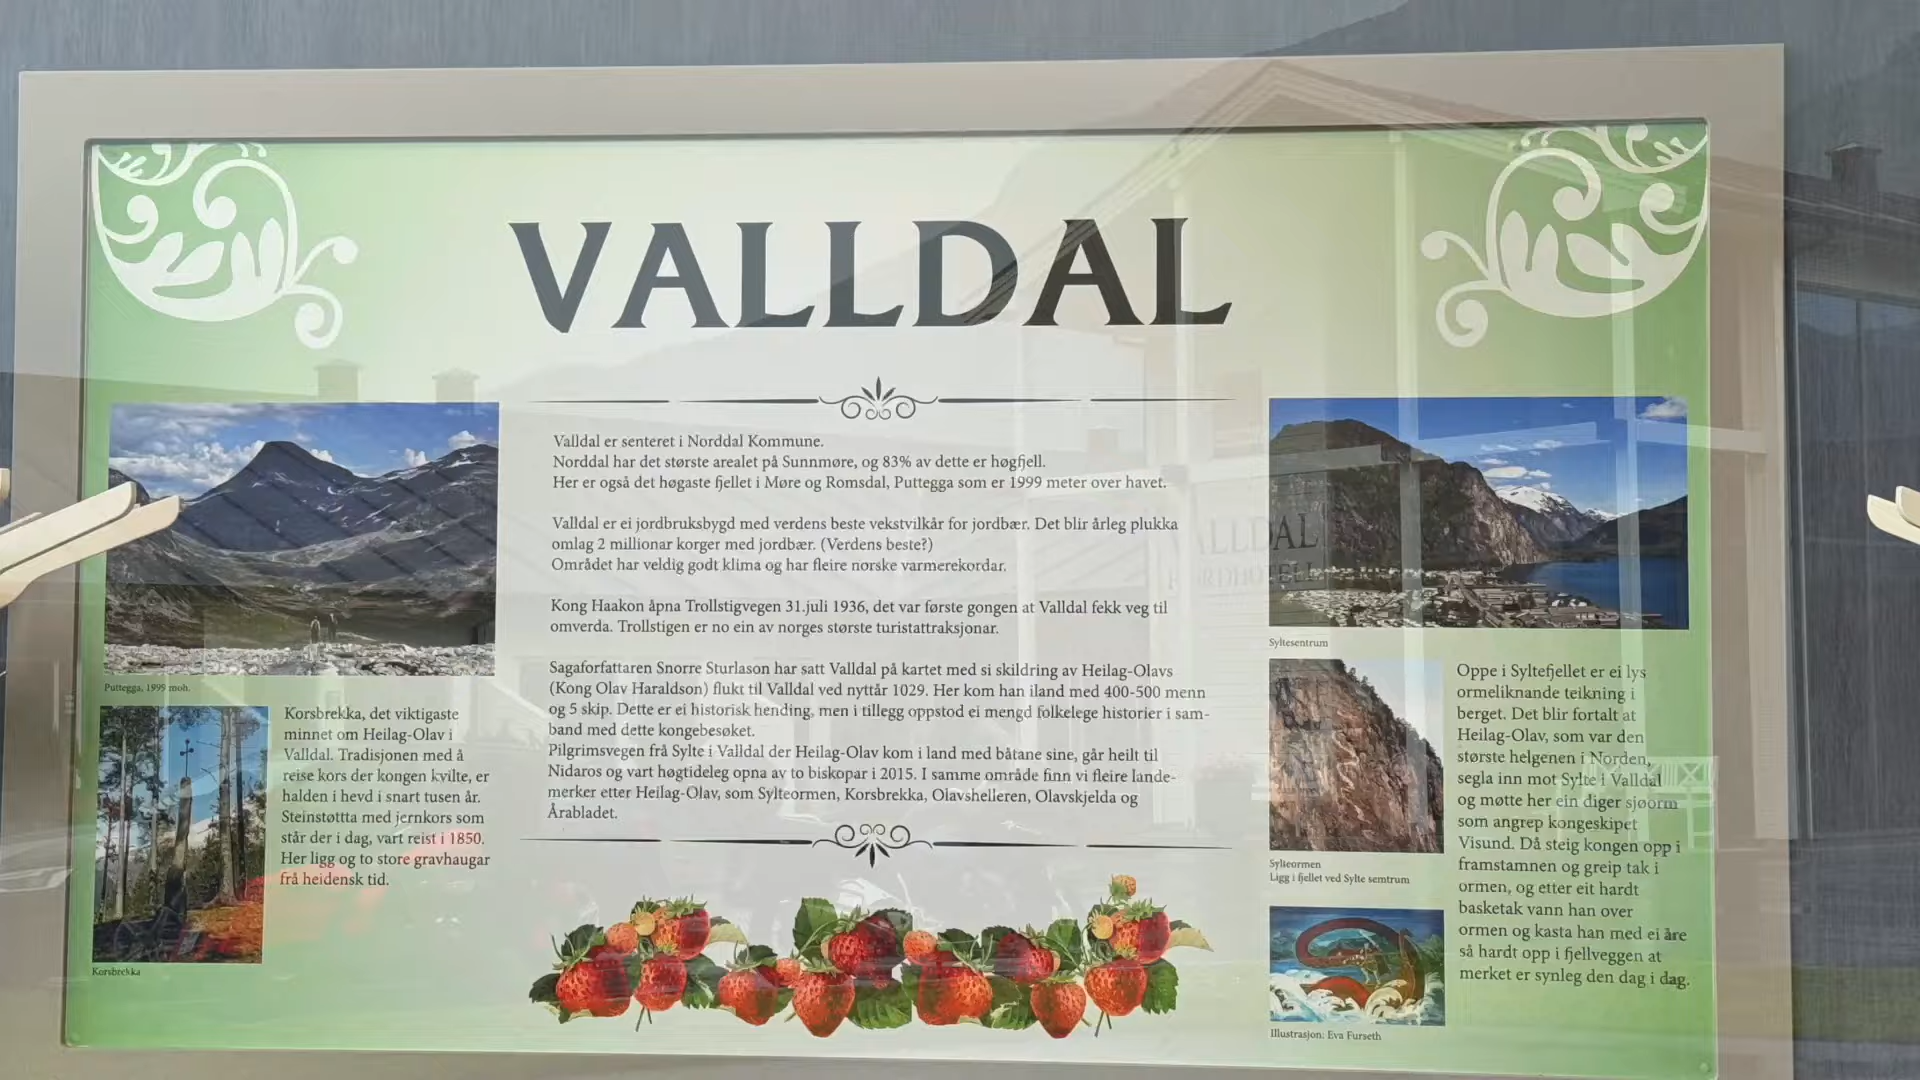 VALLDAL
Valldal er senteret i Norddal Kommune.
Norddal har det største arealet på Sunnmøre, og 83% av dette er høgfjell.
Her er også det høgaste fjellet i Møre og Romsdal, Puttegga som er 1999 meter over havet.
Valldal er ei jordbruksbygd med verdens beste vekstvilkår for jordbær. Det blir årleg plukka
omlag 2 millionar korger med jordbær. (Verdens beste?)
Området har veldig godt klima og har fleire norske varmerekordar.
Kong Haakon åpna Trollstigvegen 31.juli 1936, det var første gongen at Valldal fekk veg til
omverda. Trollstigen er no ein av norges største turistattraksjonar.
Sagaforfattaren Snorre Sturlason har satt Valldal på kartet med si skildring av Heilag-Olavs
(Kong Olav Haraldson) flukt til Valldal ved nyttår 1029. Her kom han iland med 400-500 menn
og 5 skip. Dette er ei historisk hending, men i tillegg oppstod ei mengd folkelege historier i sam-
band med dette kongebesøket.
Pilgrimsvegen frå Sylte i Valldal der Heilag-Olav kom i land med båtane sine, går heilt til
Nidaros og vart høgtideleg opna av to biskopar i 2015. I samme område finn vi fleire lande-
merker etter Heilag-Olav, som Sylteormen, Korsbrekka, Olavshelleren, Olavskjelda og
Årabladet.
Puttegga, 1999 moh.
Korsbrekka, det viktigaste
minnet om Heilag-Olav i
Valldal. Tradisjonen med å
reise kors der kongen kvilte, er
halden i hevd i snart tusen år.
Steinstøttta med jernkors som
står der i dag, vart reist i 1850.
Her ligg og to store gravhaugar
frå heidensk tid.
Korsbrekka
Syltesentrum
Oppe i Syltefjellet er ei lys
ormeliknande teikning i
berget. Det blir fortalt at
Heilag-Olav, som var den
største helgenen i Norden,
segla inn mot Sylte i Valldal
og møtte her ein diger sjøorm
som angrep kongeskipet
Visund. Då steig kongen opp i
framstamnen og greip tak i
ormen, og etter eit hardt
basketak vann han over
ormen og kasta han med ei åre
så hardt opp i fjellveggen at
merket er synleg den dag i dag.
Sylteormen
Ligg i fjellet ved Sylte semtrum
Illustrasjon: Eva Furseth
VALLDAL
FJORDHOTELL